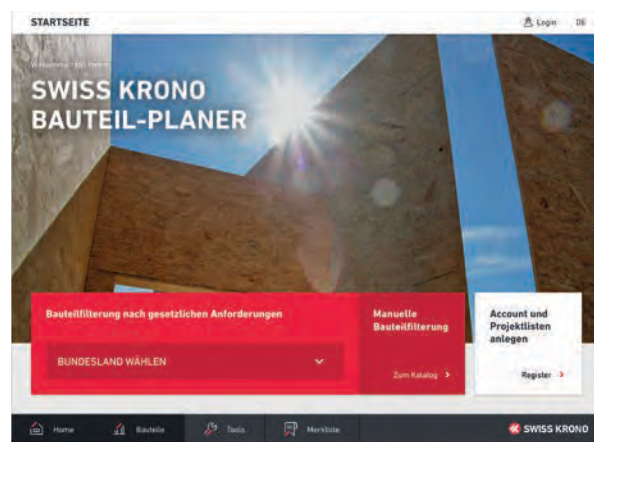 STARTSEITE
Login DE
SWISS KRONO
BAUTEIL-PLANER
Bauteilfilterung nach gesetzlichen Anforderungen
BUNDESLAND WÄHLEN
Manuelle
Bauteilfilterung
Zum Katalog
Account und
Projektlisten
anlegen
Register
Home Bauteile Tools Merkliste SWISS KRONO